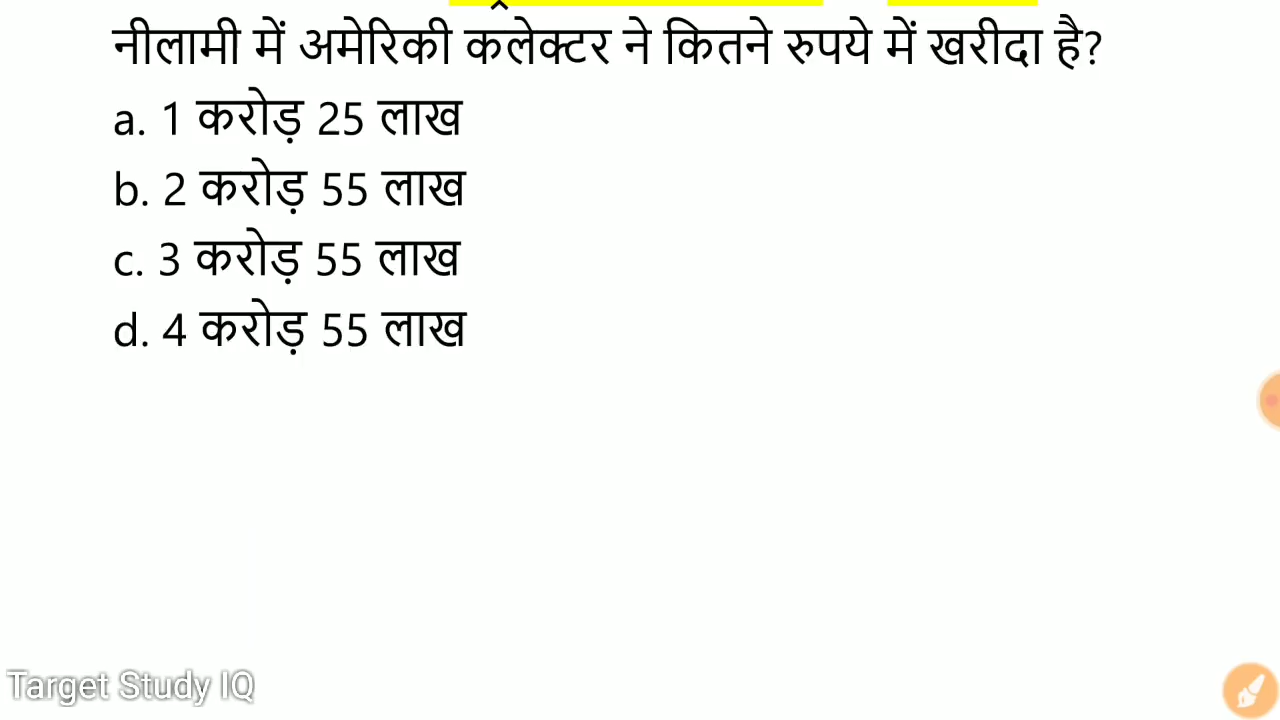 नीलामी में अमेरिकी कलेक्टर ने कितने रुपये में खरीदा है?
a. 1 करोड़ 25 लाख
b. 2 करोड़ 55 लाख
c. 3 करोड़ 55 लाख
d. 4 करोड़ 55 लाख
Target Study IQ